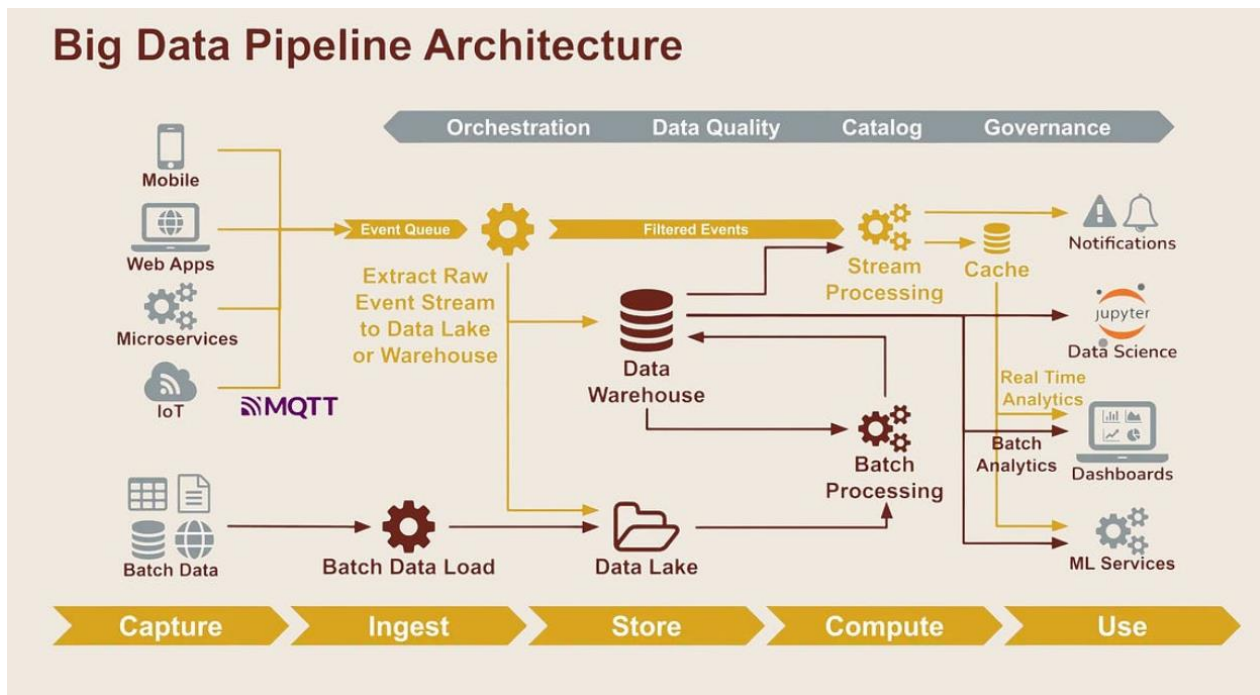 Big Data Pipeline Architecture
Orchestration Data Quality Catalog Governance
Mobile
Web Apps
Microservices
IoT
MQTT
Batch Data
Event Queue
Extract Raw
Event Stream
to Data Lake
or Warehouse
Batch Data Load
Filtered Events
Data
Warehouse
Data Lake
Stream
Processing
Batch
Processing
Cache
Real Time
Analytics
Batch
Analytics
Notifications
jupyter
Data Science
Dashboards
ML Services
Capture
Ingest
Store
Compute
Use